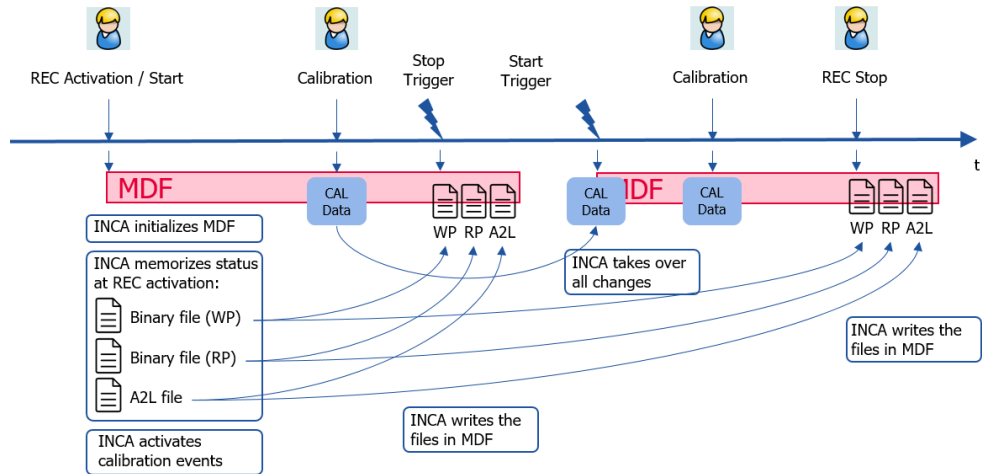 REC Activation / Start
Calibration
Stop
Trigger
Start
Trigger
Calibration
REC Stop
t
MDF
CAL
Data
WP RP A2L
CAL
Data
MDF
CAL
Data
WP RP A2L
INCA initializes MDF
INCA memorizes status
at REC activation:
Binary file (WP)
Binary file (RP)
A2L file
INCA activates
calibration events
INCA takes over
all changes
INCA writes the
files in MDF
INCA writes the
files in MDF